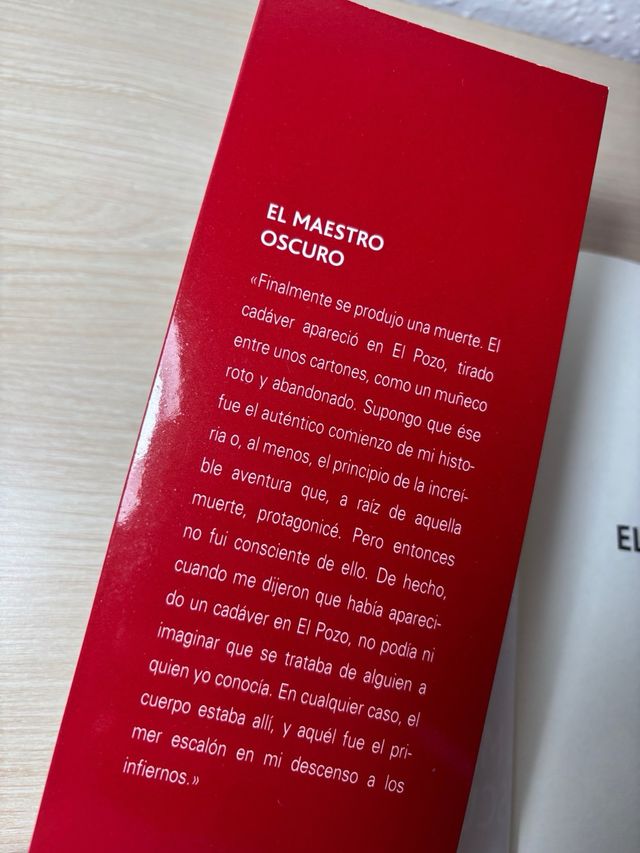 EL MAESTRO
OSCURO
«Finalmente se produjo una muerte. El
cadáver apareció en El Pozo, tirado
entre unos cartones, como un muñeco
roto y abandonado. Supongo que ése
fue el auténtico comienzo de mi histo-
ria o, al menos, el principio de la increí-
ble aventura que, a raíz de aquella
muerte, protagonicé. Pero entonces
no fui consciente de ello. De hecho,
cuando me dijeron que había apareci-
do un cadáver en El Pozo, no podía ni
imaginar que se trataba de alguien a
quien yo conocía. En cualquier caso, el
cuerpo estaba allí, y aquél fue el pri-
mer escalón en mi descenso a los
infiernos.»
EL